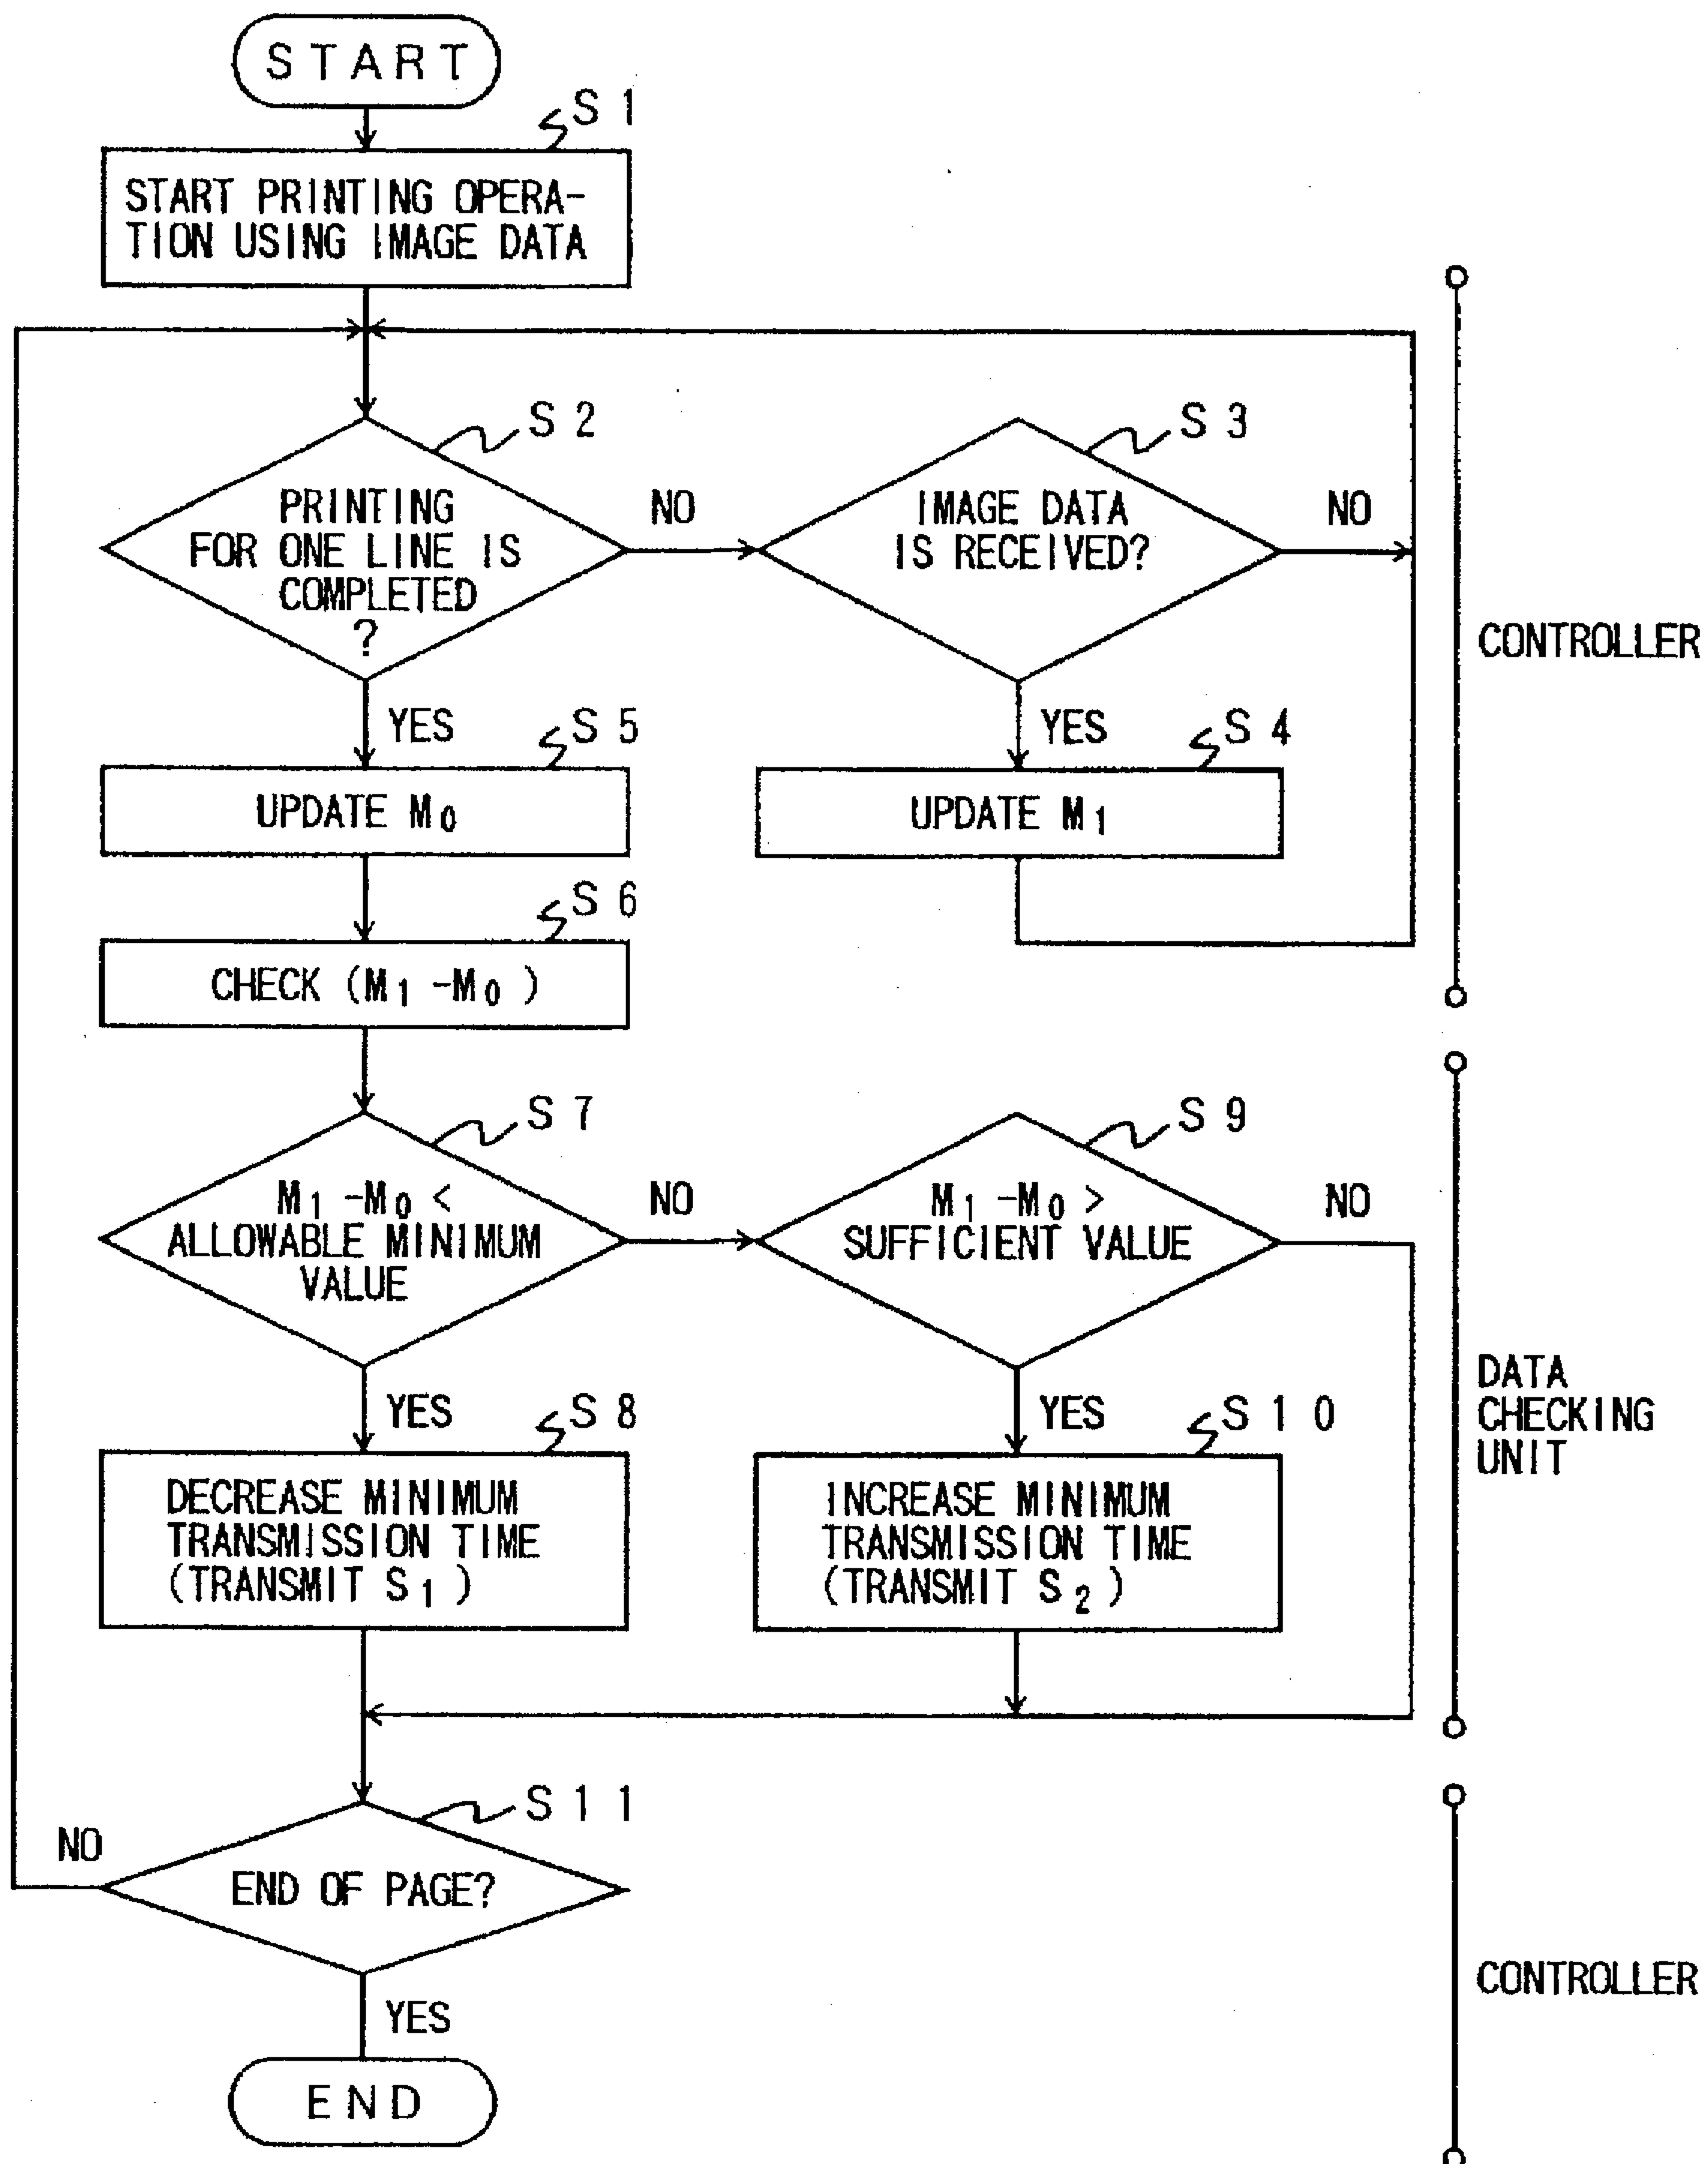 START
S1
START PRINTING OPERA-
TION USING IMAGE DATA
S2
PRINTING
FOR ONE LINE IS
COMPLETED
?
NO
YES
S3
IMAGE DATA
IS RECEIVED?
NO
YES
S4
UPDATE M1
S5
UPDATE M0
S6
CHECK (M1 -M0 )
CONTROLLER
S7
M1 -M0 <
ALLOWABLE MINIMUM
VALUE
NO
YES
S9
M1 -M0 >
SUFFICIENT VALUE
NO
YES
S8
DECREASE MINIMUM
TRANSMISSION TIME
(TRANSMIT S1 )
S10
INCREASE MINIMUM
TRANSMISSION TIME
(TRANSMIT S2 )
DATA
CHECKING
UNIT
S11
END OF PAGE?
NO
YES
CONTROLLER
END